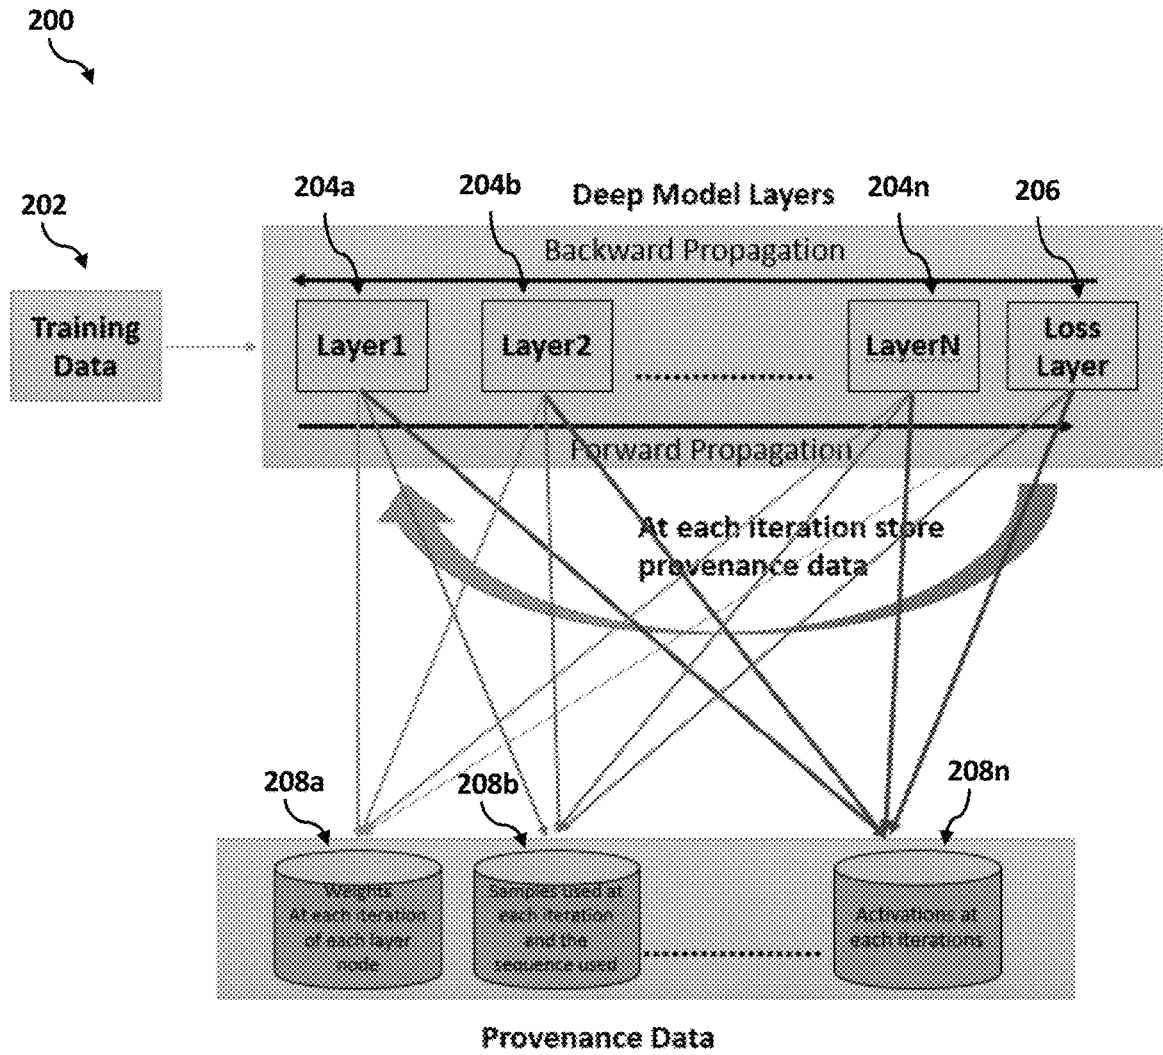 200
202
204a
204b
Deep Model Layers
204n
206
Backward Propagation
Training
Data
Layer1
Layer2
LayerN
Loss
Layer
Forward Propagation
At each iteration store
provenance data
208a
208b
208n
Weights
At each iteration
of each layer
node
Samples used at
each iteration
and the
sequence used
Activations at
each iterations
Provenance Data